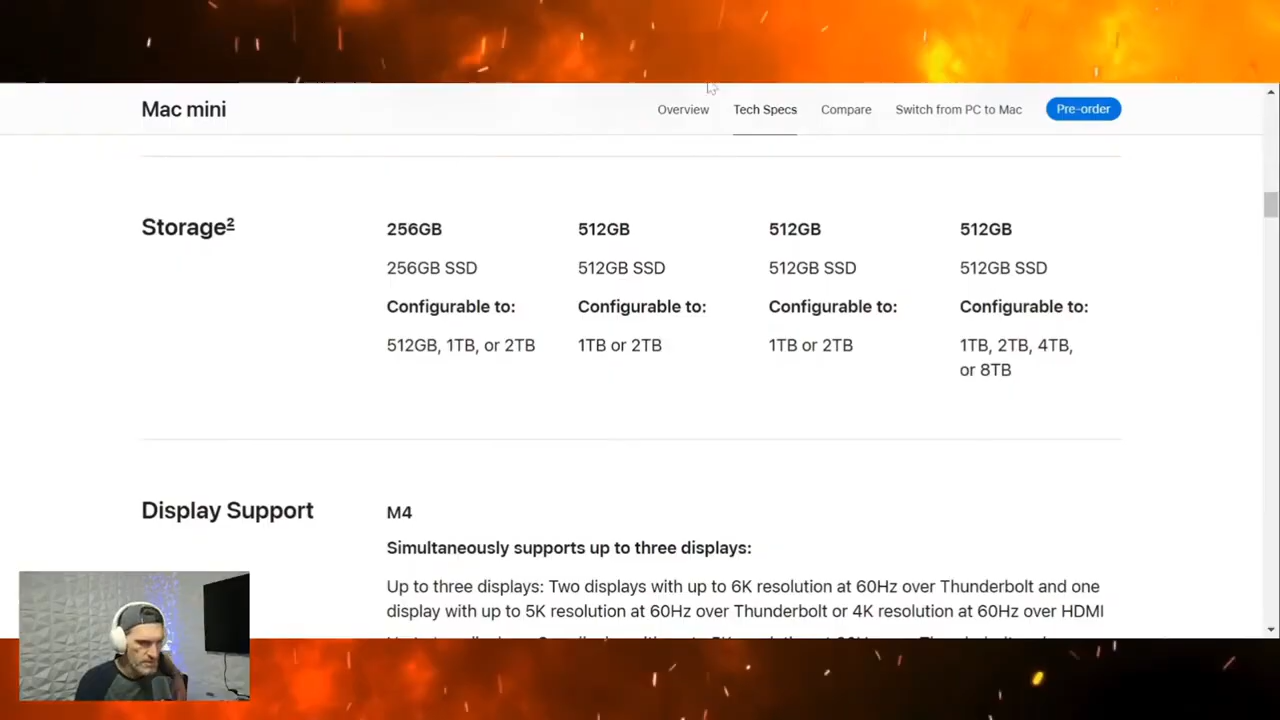 Mac mini
Overview Tech Specs Compare Switch from PC to Mac Pre-order
Storage²
256GB 512GB 512GB 512GB
256GB SSD 512GB SSD 512GB SSD 512GB SSD
Configurable to: Configurable to: Configurable to: Configurable to:
512GB, 1TB, or 2TB 1TB or 2TB 1TB or 2TB 1TB, 2TB, 4TB,
or 8TB
Display Support
M4
Simultaneously supports up to three displays:
Up to three displays: Two displays with up to 6K resolution at 60Hz over Thunderbolt and one
display with up to 5K resolution at 60Hz over Thunderbolt or 4K resolution at 60Hz over HDMI